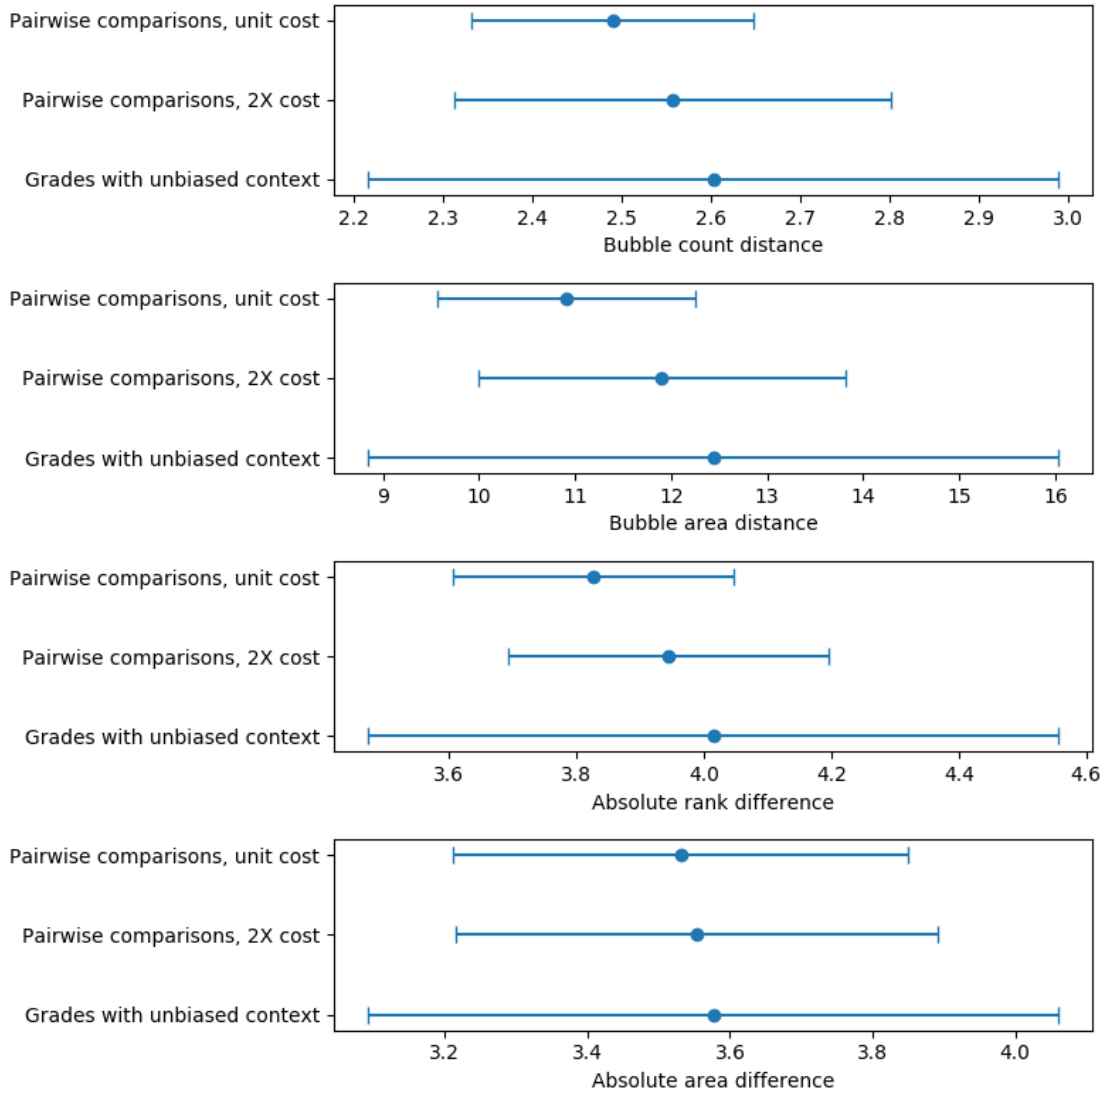 Pairwise comparisons, unit cost
Pairwise comparisons, 2X cost
Grades with unbiased context
2.2 2.3 2.4 2.5 2.6 2.7 2.8 2.9 3.0
Bubble count distance
Pairwise comparisons, unit cost
Pairwise comparisons, 2X cost
Grades with unbiased context
9 10 11 12 13 14 15 16
Bubble area distance
Pairwise comparisons, unit cost
Pairwise comparisons, 2X cost
Grades with unbiased context
3.6 3.8 4.0 4.2 4.4 4.6
Absolute rank difference
Pairwise comparisons, unit cost
Pairwise comparisons, 2X cost
Grades with unbiased context
3.2 3.4 3.6 3.8 4.0
Absolute area difference